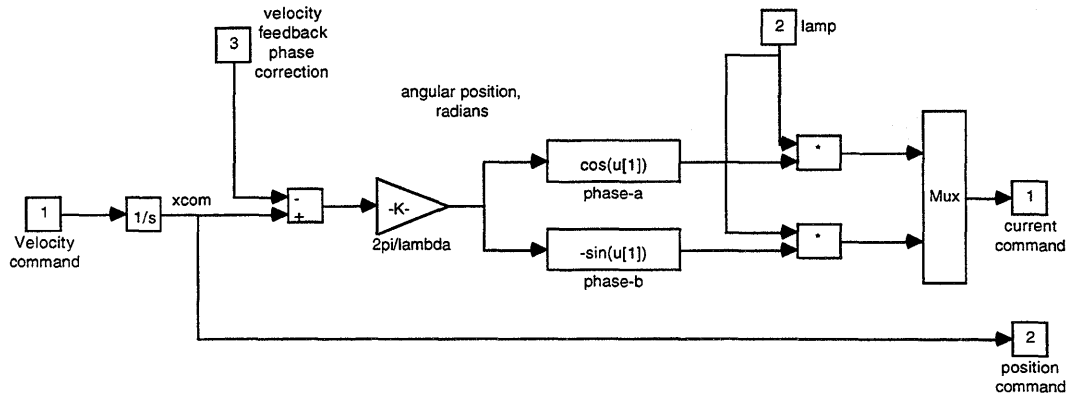 velocity
feedback
phase
correction
3
2
lamp
angular position,
radians
cos(u[1])
phase-a
*
-
+
xcom
1
Velocity
command
1/s
-K-
2pi/lambda
-sin(u[1])
phase-b
*
Mux
1
current
command
2
position
command